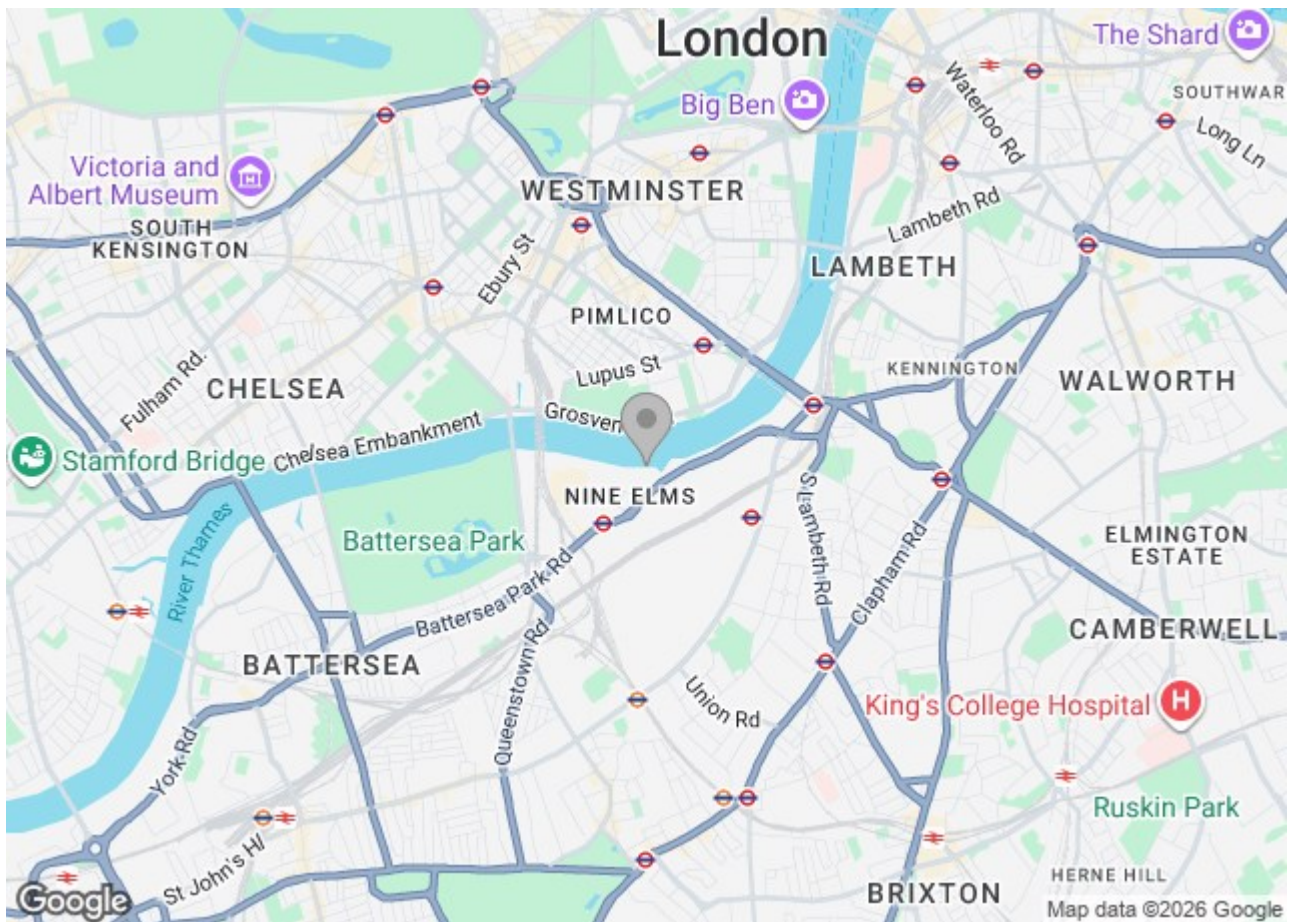 London
The Shard
Big Ben
Waterloo Rd
SOUTHWAR
Long Ln
Victoria and
Albert Museum
WESTMINSTER
SOUTH
KENSINGTON
Ebury St
Lambeth Rd
LAMBETH
PIMLICO
Lupus St
Fulham Rd.
CHELSEA
KENNINGTON
WALWORTH
Grosven
Chelsea Embankment
Stamford Bridge
NINE ELMS
S Lambeth Rd
Clapham Rd
River Thames
Battersea Park
ELMINGTON
ESTATE
Battersea Park Rd
CAMBERWELL
BATTERSEA
Queenstown Rd
Union Rd
King's College Hospital
H
York Rd
Ruskin Park
St John's H
HERNE HILL
BRIXTON
Google
Map data ©2026 Google